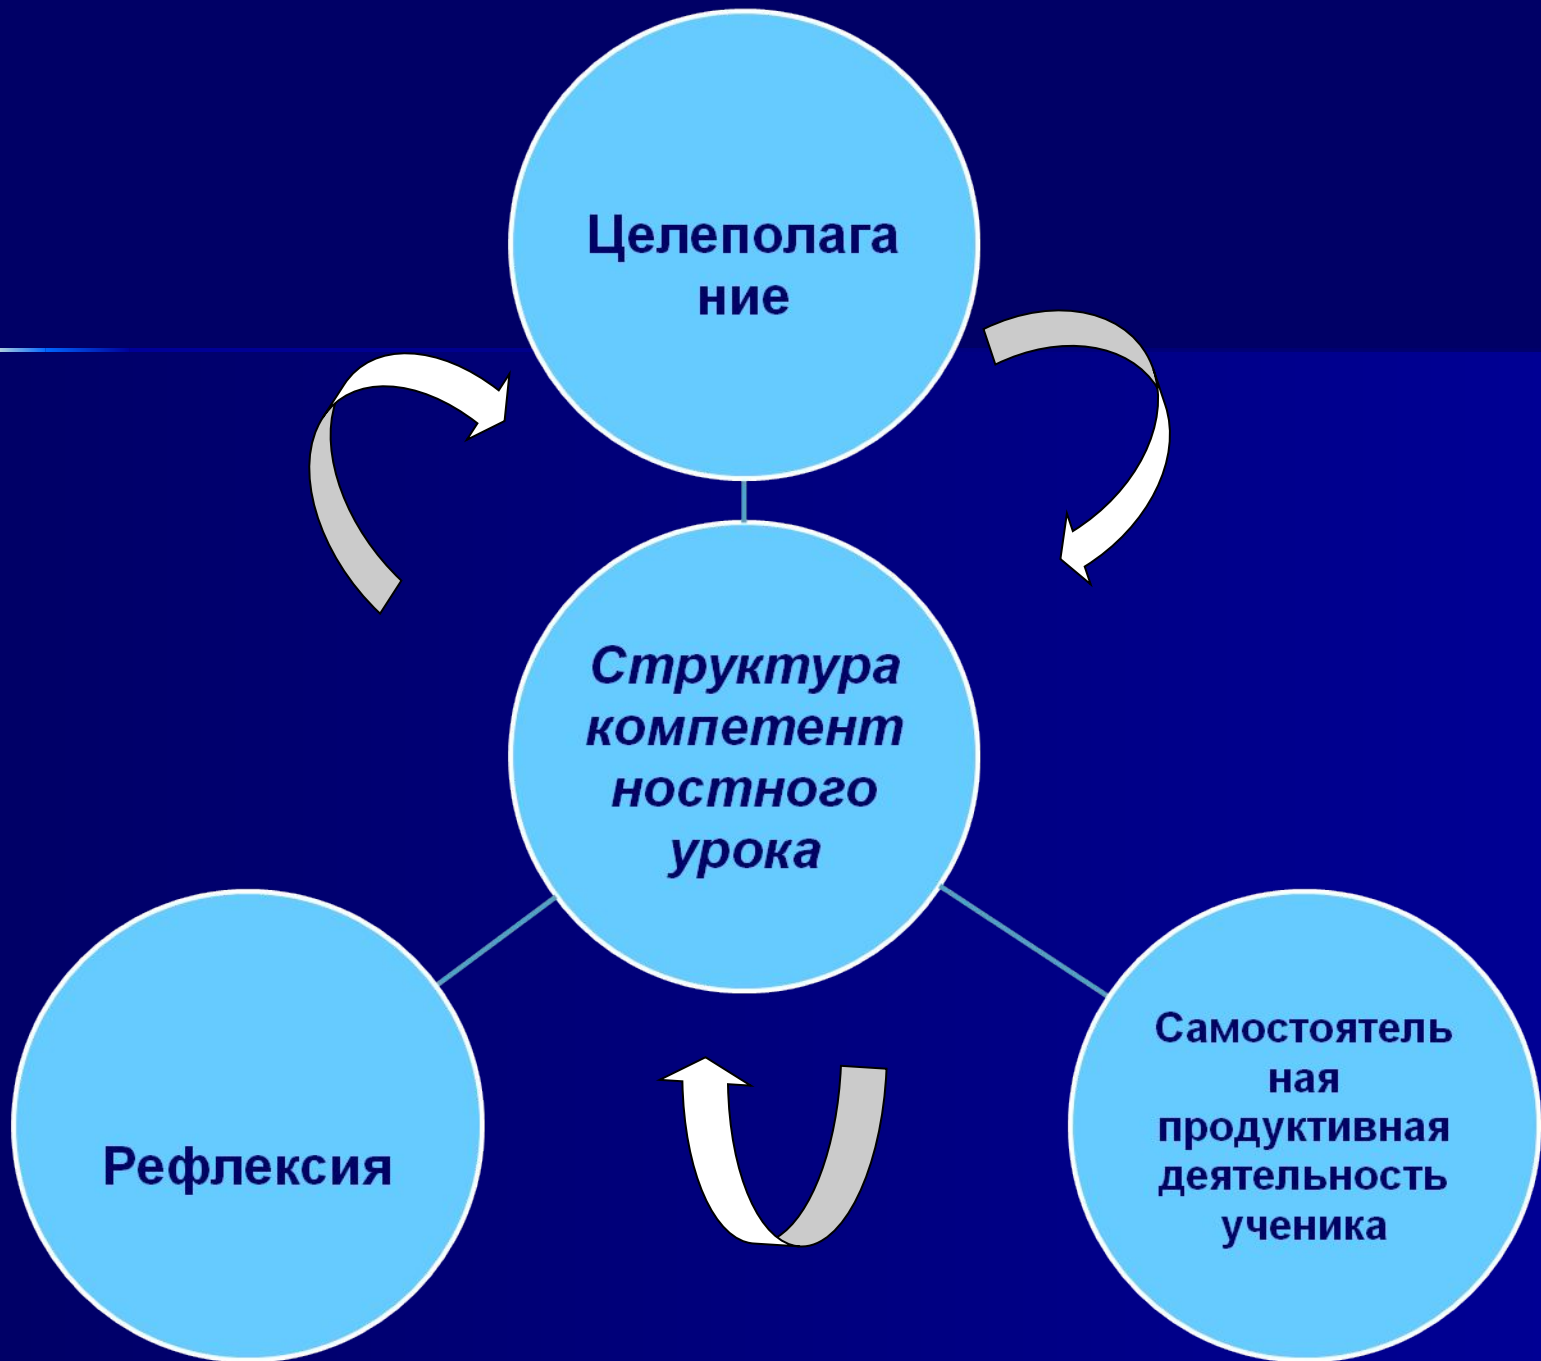 Целеполага
ние
Структура
компетент
ностного
урока
Рефлексия
Самостоятель
ная
продуктивная
деятельность
ученика